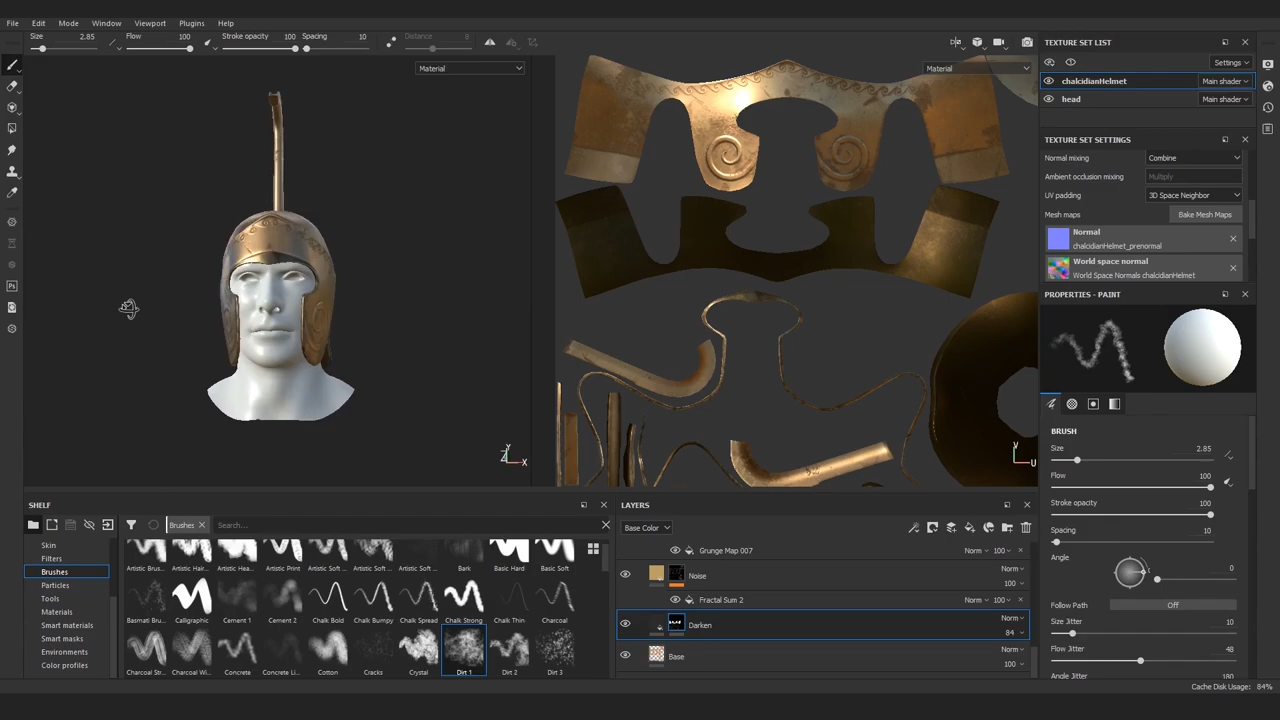 File Edit Mode Window Viewport Plugins Help
Size 2.85 Flow 100 Stroke opacity 100 Spacing 10 Distance 8
Material
Material
Y
Z X
V
U
TEXTURE SET LIST
Settings
chalcidianHelmet Main shader
head Main shader
TEXTURE SET SETTINGS
Normal mixing Combine
Ambient occlusion mixing Multiply
UV padding 3D Space Neighbor
Mesh maps Bake Mesh Maps
Normal
chalcidianHelmet_prenormal
World space normal
World Space Normals chalcidianHelmet
PROPERTIES - PAINT
BRUSH
Size 2.85
Flow 100
Stroke opacity 100
Spacing 10
Angle
0
Follow Path Off
Size Jitter 10
Flow Jitter 48
Angle Jitter 180
SHELF
Brushes Search...
Skin
Filters
Brushes
Particles
Tools
Materials
Smart materials
Smart masks
Environments
Color profiles
Artistic Brus... Artistic Hair... Artistic Hea... Artistic Print Artistic Soft ... Artistic Soft ... Artistic Soft ... Bark Basic Hard Basic Soft
Basmati Brus... Calligraphic Cement 1 Cement 2 Chalk Bold Chalk Bumpy Chalk Spread Chalk Strong Chalk Thin Charcoal
Charcoal Str... Charcoal Wi... Concrete Concrete Li... Cotton Cracks Crystal Dirt 1 Dirt 2 Dirt 3
LAYERS
Base Color
Grunge Map 007 Norm 100
Noise Norm
100
Fractal Sum 2 Norm 100
Darken Norm
84
Base Norm
100
Cache Disk Usage: 84%
Ps